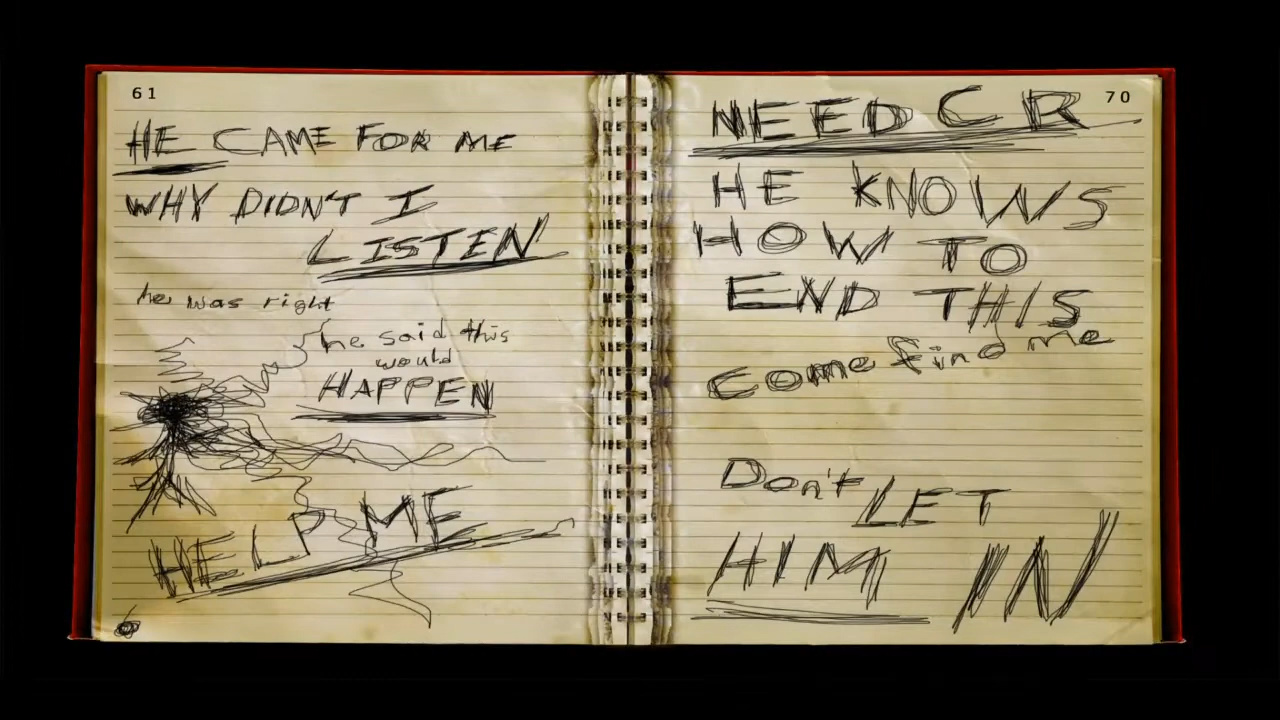 61
HE CAME FOR ME
WHY DIDN'T I
LISTEN
he was right
he said this
would
HAPPEN
HELP ME
70
NEED CR
HE KNOWS
HOW TO
END THIS
come find me
Don't LET
HIM IN